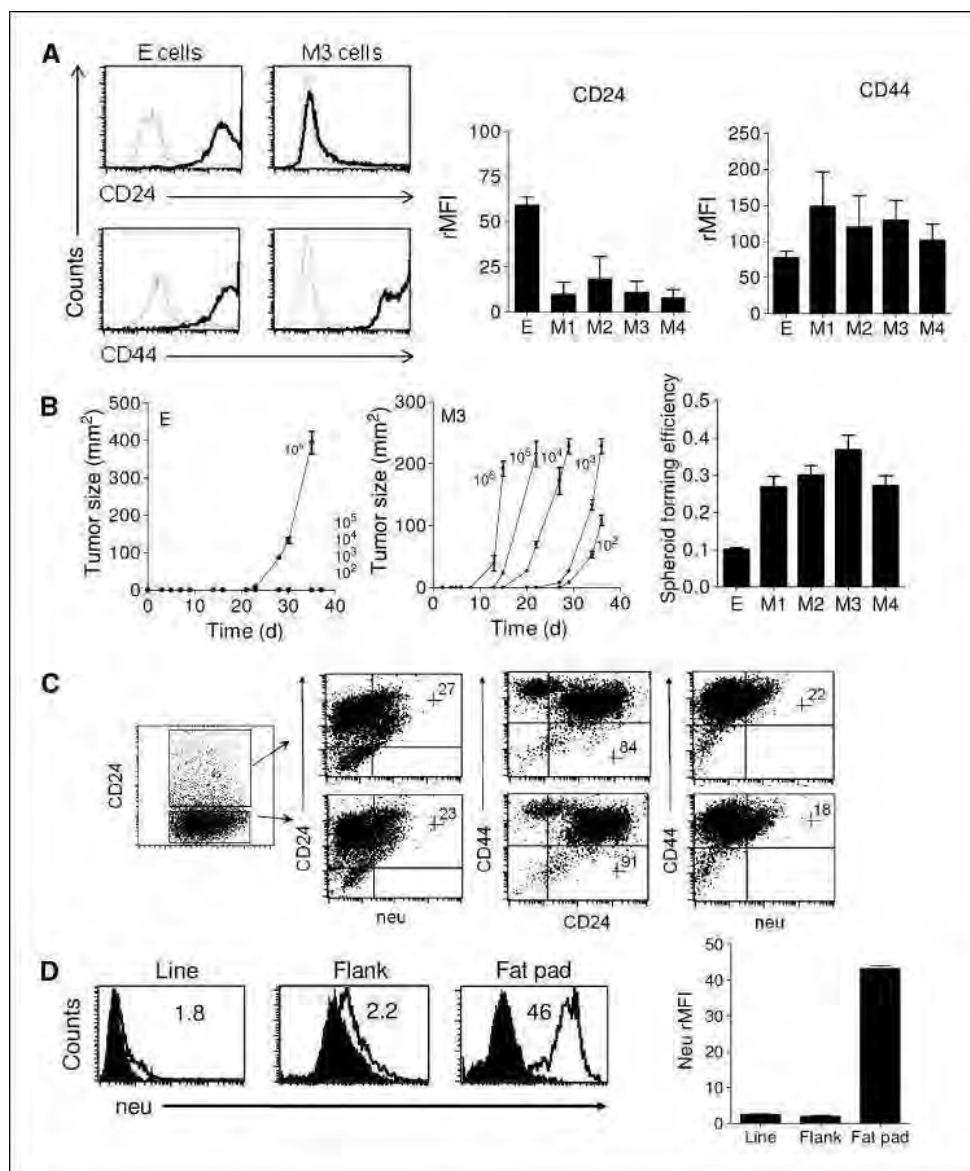 A
E cells
M3 cells
Counts
CD24
CD44
CD24
rMFI
100
75
50
25
0
E M1 M2 M3 M4
CD44
rMFI
250
200
150
100
50
0
E M1 M2 M3 M4
B
E
Tumor size (mm²)
500
400
300
200
100
0
0 10 20 30 40
Time (d)
10⁵
10⁴
10³
10²
M3
Tumor size (mm²)
300
200
100
0
10⁶
10⁵
10⁴
10³
10²
0 10 20 30 40
Time (d)
Spheroid forming efficiency
0.5
0.4
0.3
0.2
0.1
0.0
E M1 M2 M3 M4
C
CD24
CD24
27
23
neu
CD44
84
CD44
91
CD24
CD44
22
CD44
18
neu
D
Line
Flank
Fat pad
Counts
1.8
2.2
46
neu
Neu rMFI
50
40
30
20
10
0
Line Flank Fat pad